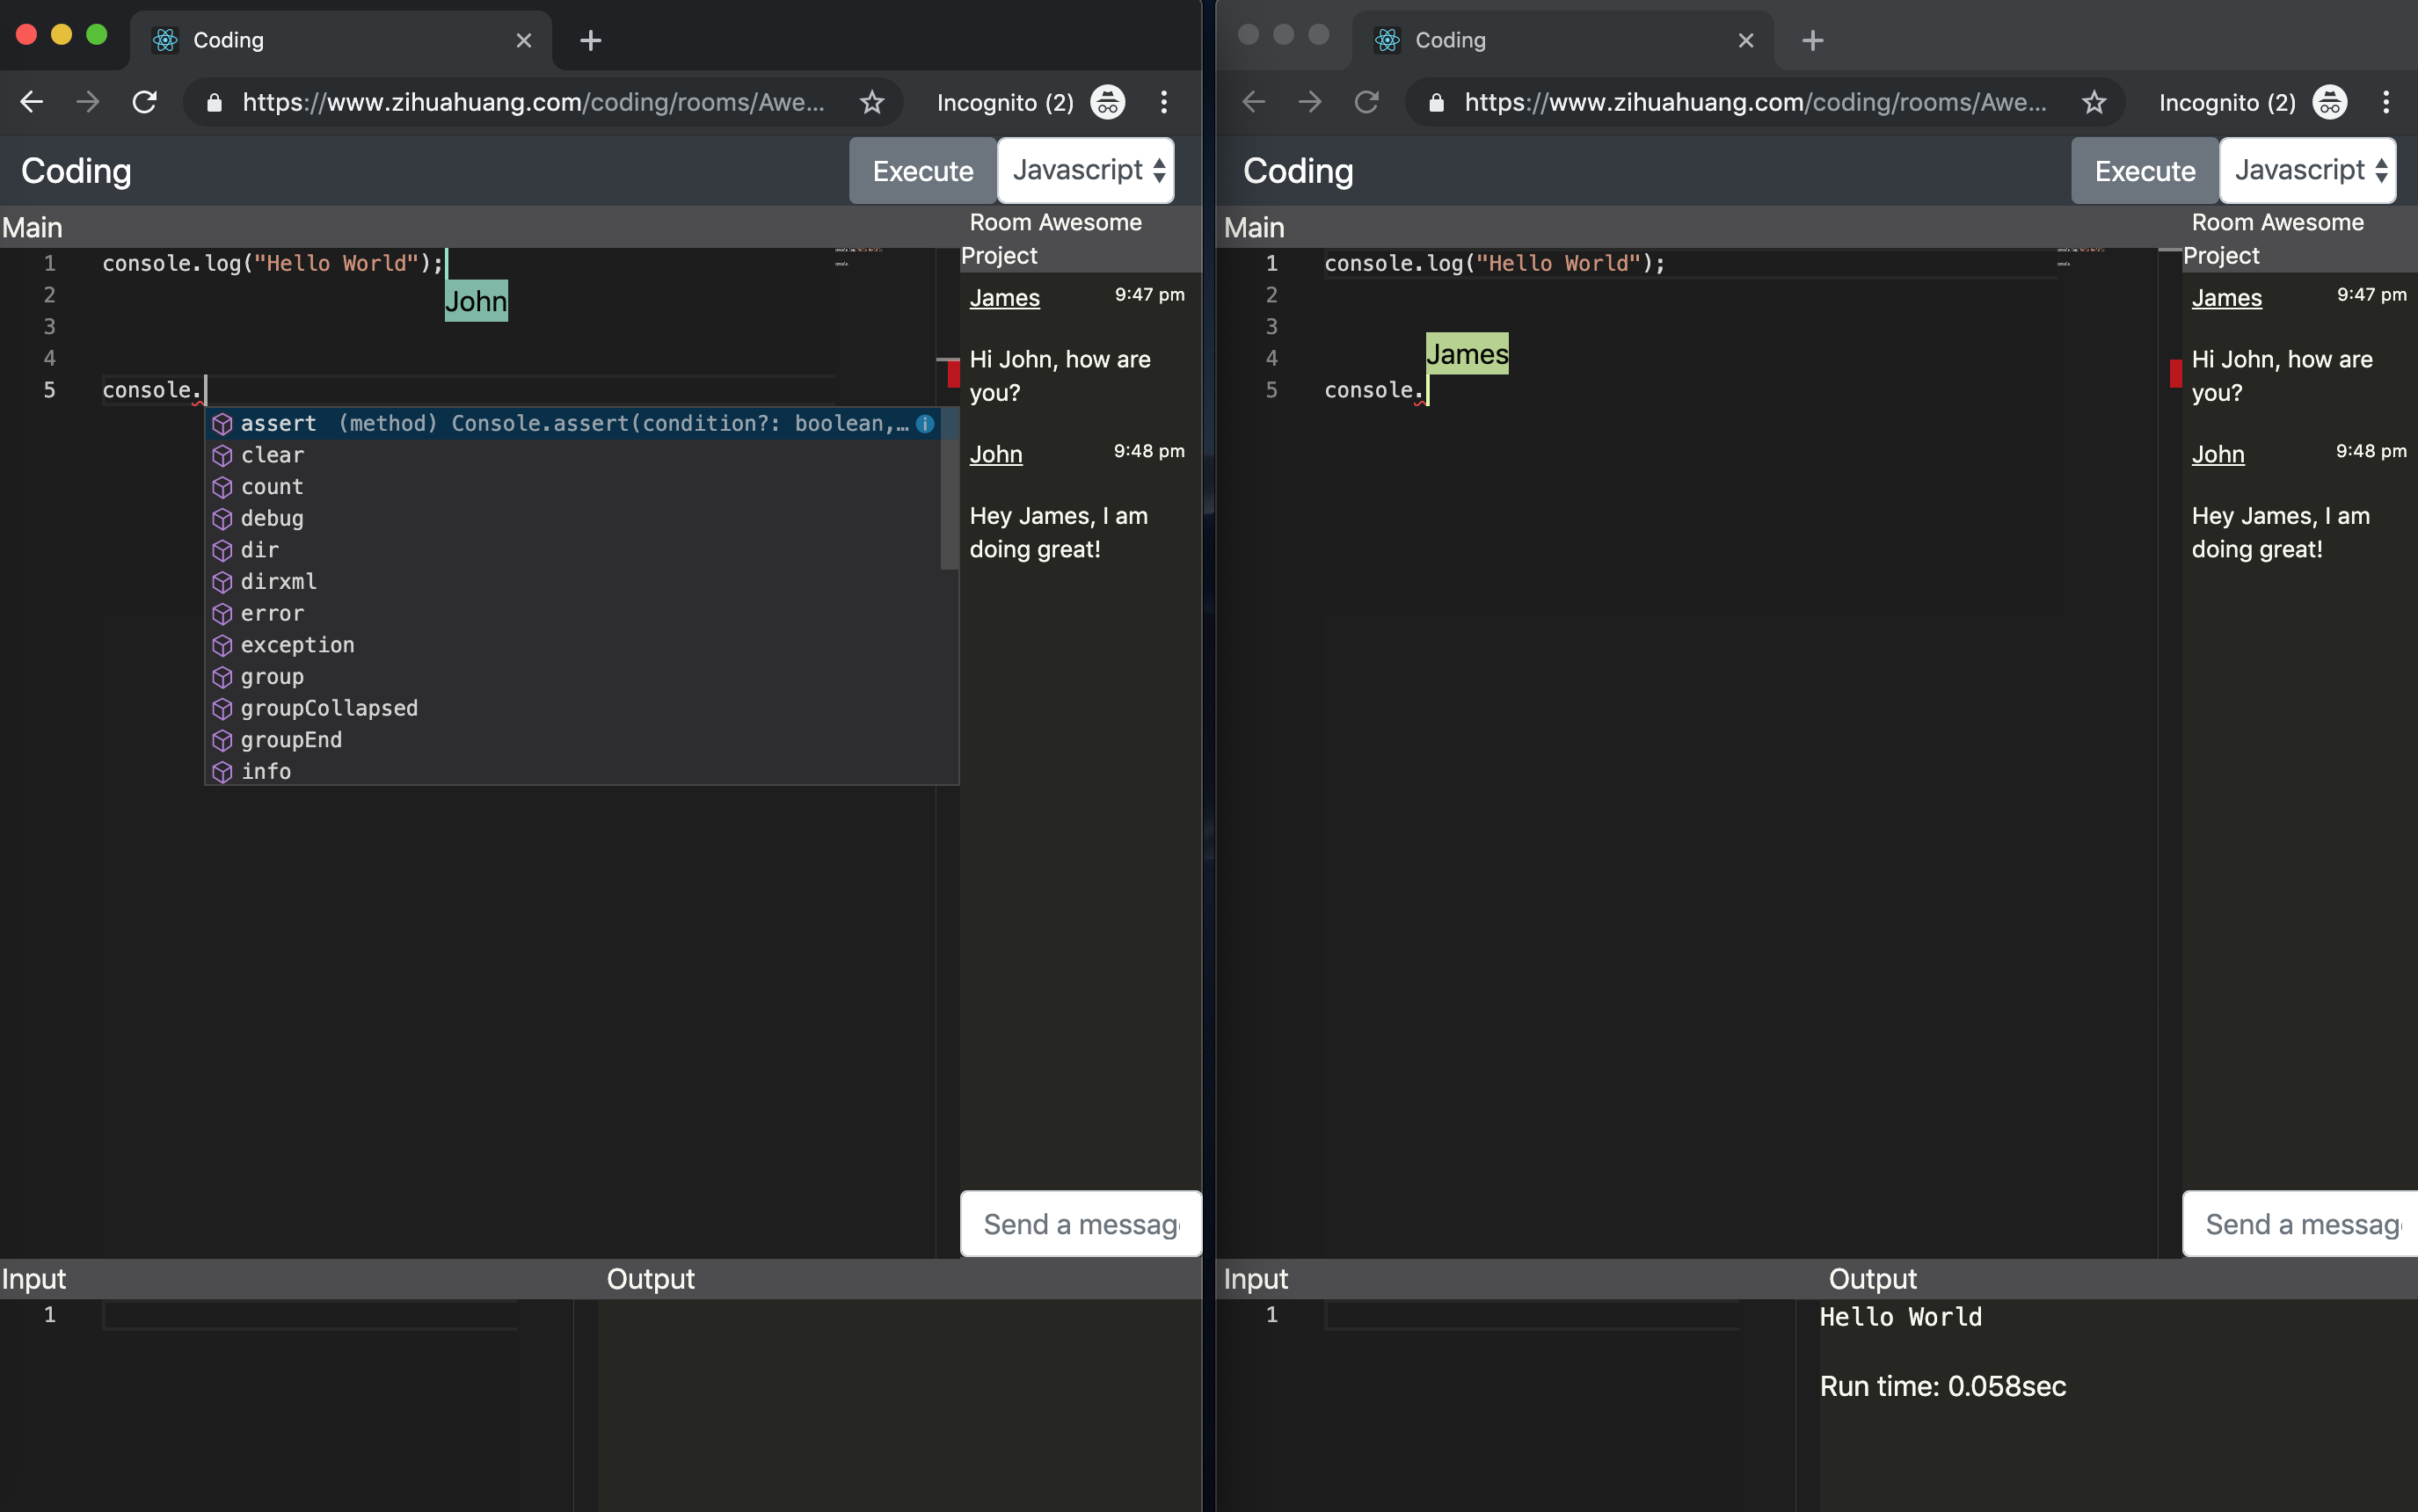 Coding
https://www.zihuahuang.com/coding/rooms/Awe...
Incognito (2)
Coding
Execute
Javascript
Main
Room Awesome
Project
1 console.log("Hello World");
John
2
3
4
5 console.
assert (method) Console.assert(condition?: boolean,…
clear
count
debug
dir
dirxml
error
exception
group
groupCollapsed
groupEnd
info
James 9:47 pm
Hi John, how are
you?
John 9:48 pm
Hey James, I am
doing great!
Send a messag
Input
Output
1
Coding
https://www.zihuahuang.com/coding/rooms/Awe...
Incognito (2)
Coding
Execute
Javascript
Main
Room Awesome
Project
1 console.log("Hello World");
2
3
James
4
5 console.
James 9:47 pm
Hi John, how are
you?
John 9:48 pm
Hey James, I am
doing great!
Send a messag
Input
Output
1
Hello World
Run time: 0.058sec